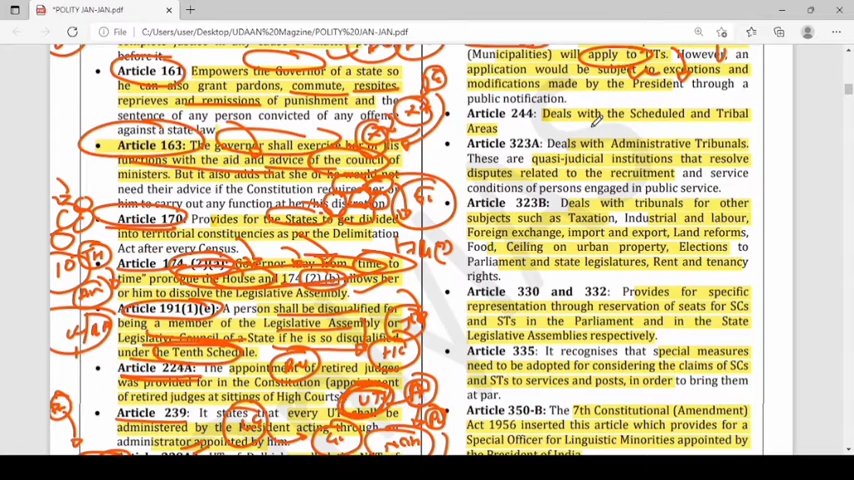 POLITY JAN-JAN..pdf
File
C:/Users/user/Desktop/UDAAN%20Magzine/POLITY%20JAN-JAN.pdf
before it.
Article 161: Empowers the Governor of a state so
he can also grant pardons, commute, respites,
reprieves and remissions of punishment and the
sentence of any person convicted of any offence
against a state law.
Article 163: The governor shall exercise her or his
functions with the aid and advice of the council of
ministers. But it also adds that she or he would not
need their advice if the Constitution requires her or
him to carry out any function at her/his discretion
Article 170: Provides for the States to get divided
into territorial constituencies as per the Delimitation
Act after every Census.
Article 174 (2)(a): Governor may from "time to
time" prorogue the House and 174 (2) (b) allows her
or him to dissolve the Legislative Assembly.
Article 191(1)(e): A person shall be disqualified for
being a member of the Legislative Assembly or
Legislative Council of a State if he is so disqualified
under the Tenth Schedule.
Article 224A: The appointment of retired judges
was provided for in the Constitution (appointment
of retired judges at sittings of High Courts)
Article 239: It states that every UT shall be
administered by the President acting through an
administrator appointed by him.
(Municipalities) will apply to UTs. However, an
application would be subject to exceptions and
modifications made by the President through a
public notification.
Article 244: Deals with the Scheduled and Tribal
Areas
Article 323A: Deals with Administrative Tribunals.
These are quasi-judicial institutions that resolve
disputes related to the recruitment and service
conditions of persons engaged in public service.
Article 323B: Deals with tribunals for other
subjects such as Taxation, Industrial and labour,
Foreign exchange, import and export, Land reforms,
Food, Ceiling on urban property, Elections to
Parliament and state legislatures, Rent and tenancy
rights.
Article 330 and 332: Provides for specific
representation through reservation of seats for SCs
and STs in the Parliament and in the State
Legislative Assemblies respectively.
Article 335: It recognises that special measures
need to be adopted for considering the claims of SCs
and STs to services and posts, in order to bring them
at par.
Article 350-B: The 7th Constitutional (Amendment)
Act 1956 inserted this article which provides for a
Special Officer for Linguistic Minorities appointed by
the President of India.